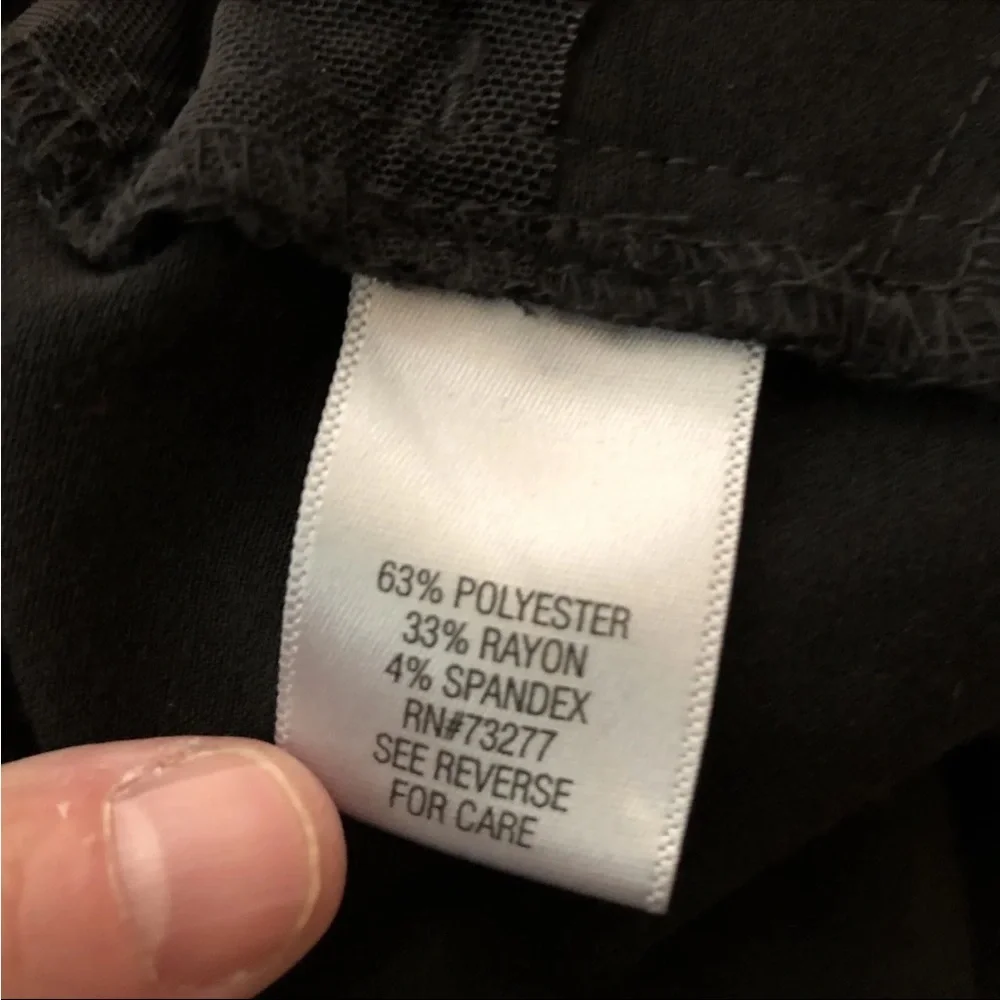 63% POLYESTER
33% RAYON
4% SPANDEX
RN#73277
SEE REVERSE
FOR CARE